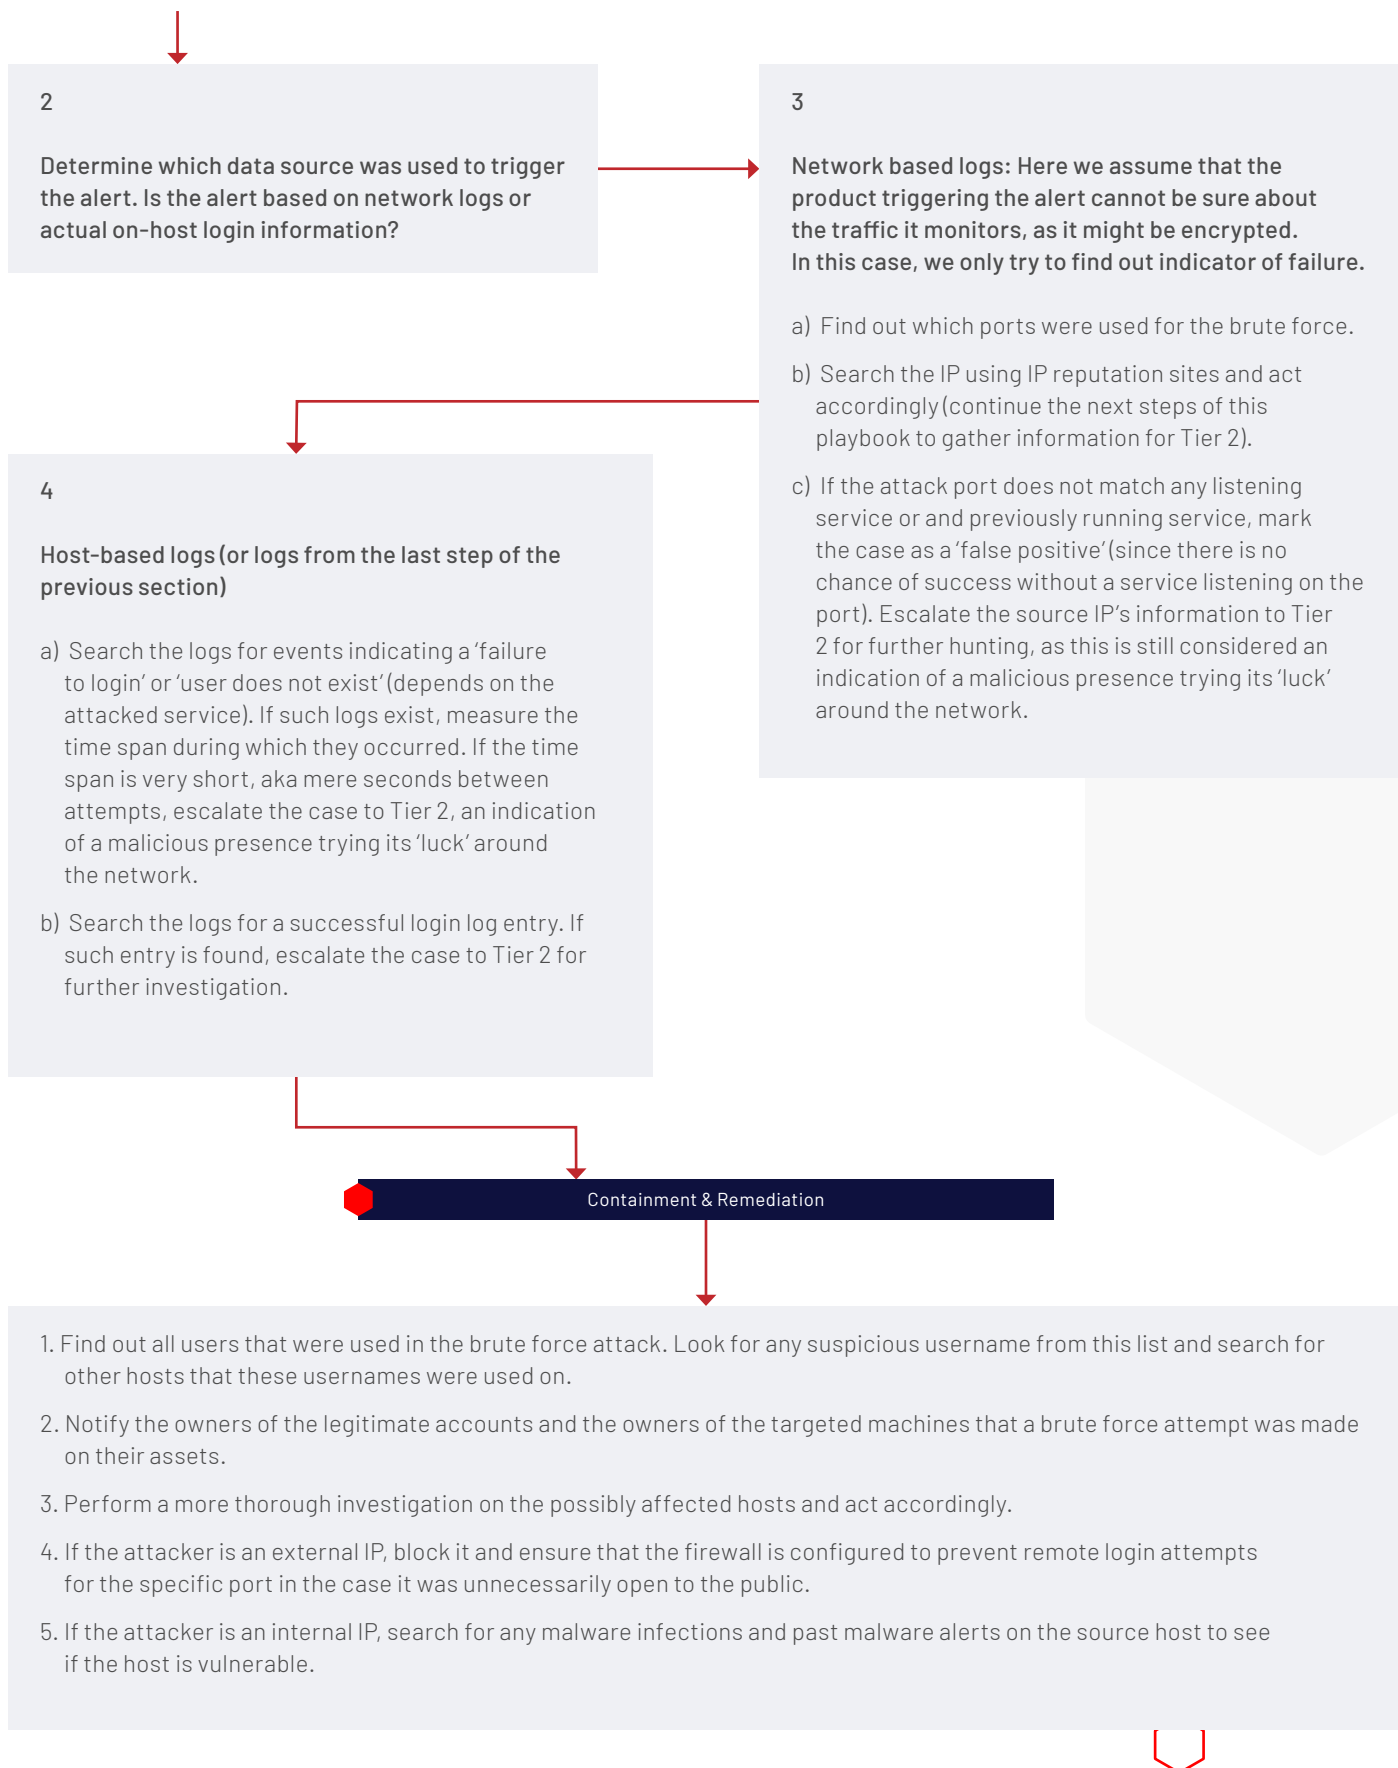 2
Determine which data source was used to trigger
the alert. Is the alert based on network logs or
actual on-host login information?
3
Network based logs: Here we assume that the
product triggering the alert cannot be sure about
the traffic it monitors, as it might be encrypted.
In this case, we only try to find out indicator of failure.
a) Find out which ports were used for the brute force.
b) Search the IP using IP reputation sites and act
accordingly (continue the next steps of this
playbook to gather information for Tier 2).
c) If the attack port does not match any listening
service or and previously running service, mark
the case as a ‘false positive’ (since there is no
chance of success without a service listening on the
port). Escalate the source IP’s information to Tier
2 for further hunting, as this is still considered an
indication of a malicious presence trying its ‘luck’
around the network.
4
Host-based logs (or logs from the last step of the
previous section)
a) Search the logs for events indicating a ‘failure
to login’ or ‘user does not exist’ (depends on the
attacked service). If such logs exist, measure the
time span during which they occurred. If the time
span is very short, aka mere seconds between
attempts, escalate the case to Tier 2, an indication
of a malicious presence trying its ‘luck’ around
the network.
b) Search the logs for a successful login log entry. If
such entry is found, escalate the case to Tier 2 for
further investigation.
Containment & Remediation
1. Find out all users that were used in the brute force attack. Look for any suspicious username from this list and search for
other hosts that these usernames were used on.
2. Notify the owners of the legitimate accounts and the owners of the targeted machines that a brute force attempt was made
on their assets.
3. Perform a more thorough investigation on the possibly affected hosts and act accordingly.
4. If the attacker is an external IP, block it and ensure that the firewall is configured to prevent remote login attempts
for the specific port in the case it was unnecessarily open to the public.
5. If the attacker is an internal IP, search for any malware infections and past malware alerts on the source host to see
if the host is vulnerable.